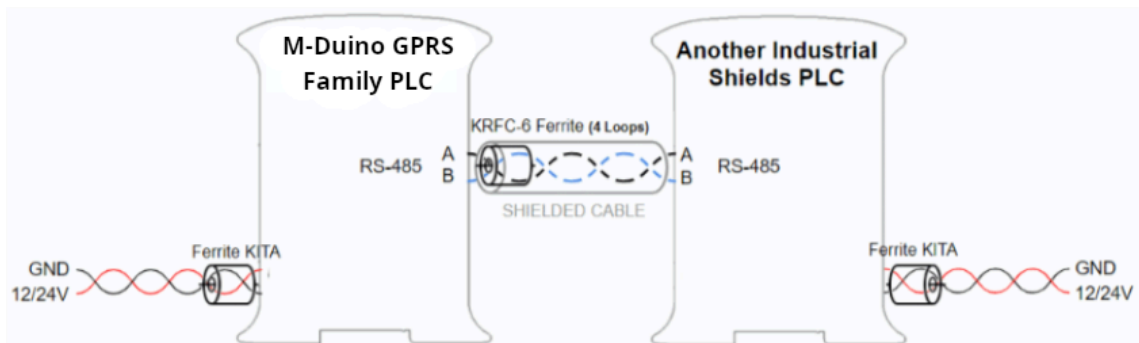 M-Duino GPRS
Family PLC
Another Industrial
Shields PLC
KRFC-6 Ferrite (4 Loops)
RS-485
A
B
A
B
RS-485
SHIELDED CABLE
Ferrite KITA
GND
12/24V
Ferrite KITA
GND
12/24V